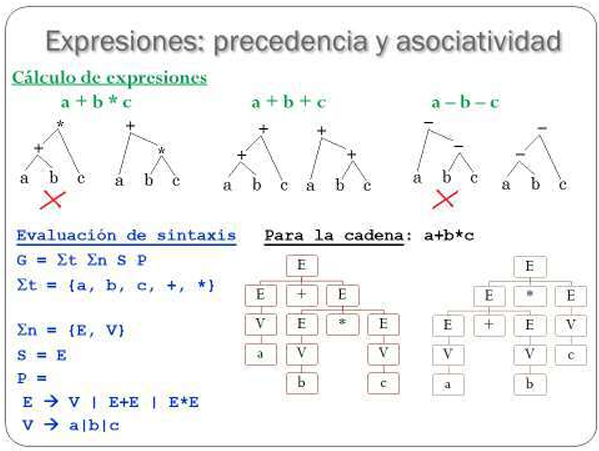 Expresiones: precedencia y asociatividad
Cálculo de expresiones
a + b * c
a + b + c
a – b – c
* + + + – –
+ * + + – –
a b c a b c a b c a b c a b c a b c
Evaluación de sintaxis
Para la cadena: a+b*c
G = Σt Σn S P
Σt = {a, b, c, +, *}
Σn = {E, V}
S = E
P =
E → V | E+E | E*E
V → a|b|c
E
E + E
V E * E
a V V
b c
E
E * E
E + E V
V V c
a b